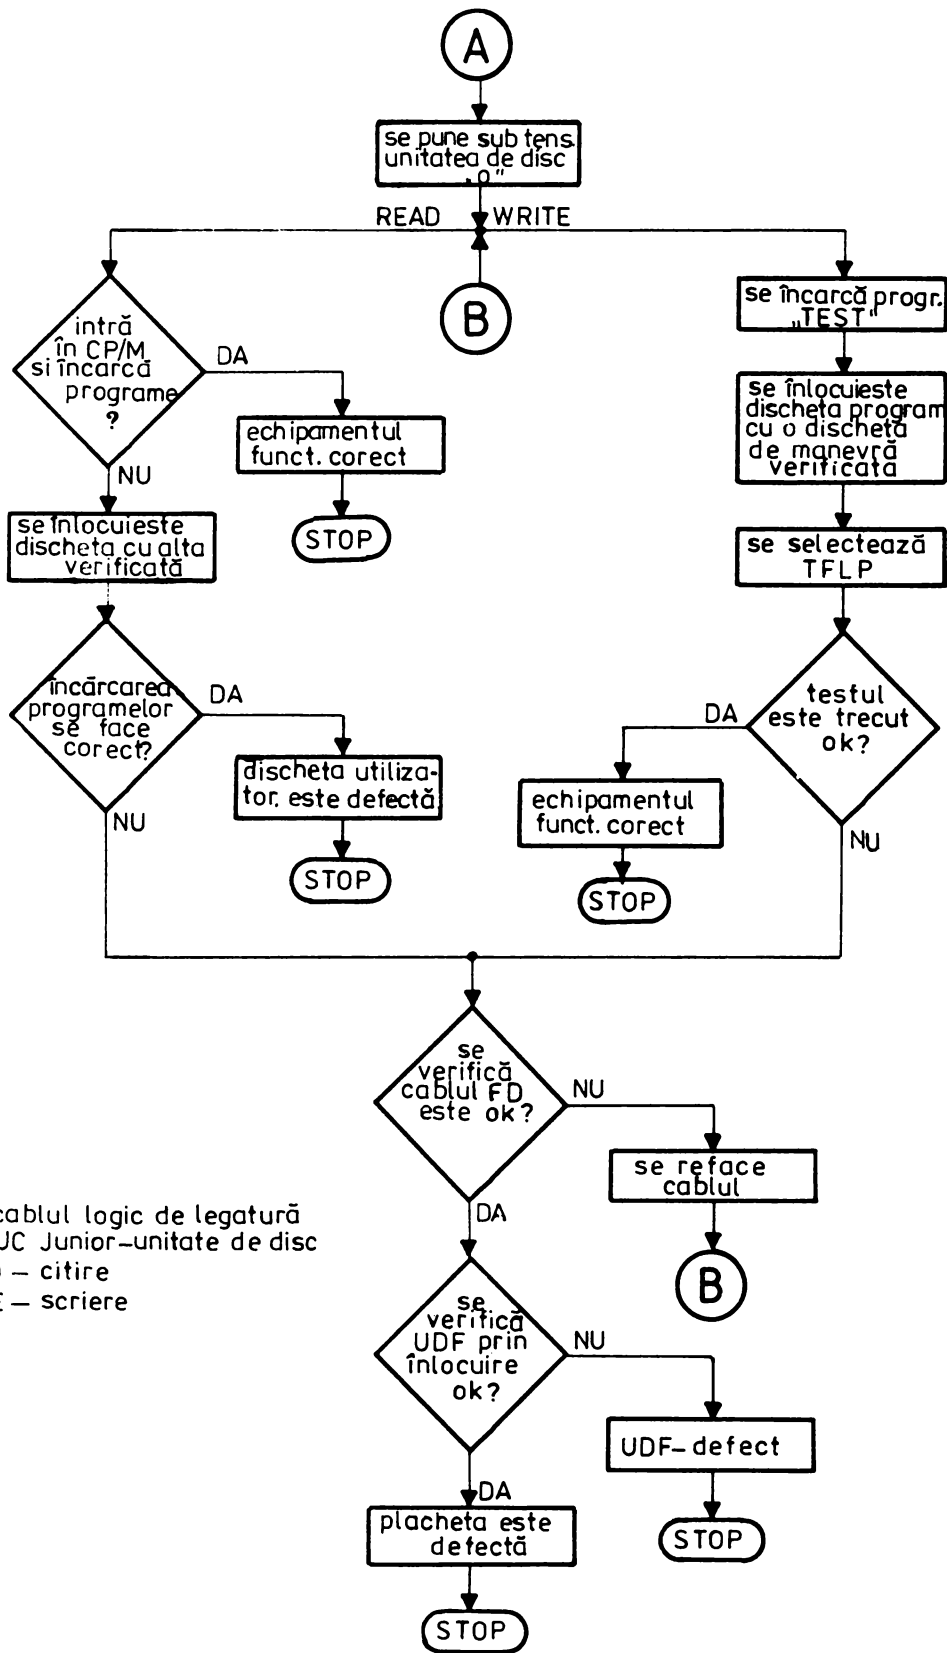 A
se pune sub tens.
unitatea de disc
„0"
READ WRITE
B
intră
în CP/M
si încarcă
programe
?
DA
NU
echipamentul
funct. corect
STOP
se înlocuieste
discheta cu alta
verificată
încărcarea
programelor
se face
corect?
DA
NU
discheta utiliza-
tor. este defectă
STOP
se încarcă progr.
„TEST"
se înlocuieste
discheta program
cu o dischetă
de manevră
verificată
se selectează
TFLP
testul
este trecut
ok?
DA
NU
echipamentul
funct. corect
STOP
se
verifică
cablul FD
este ok?
NU
DA
se reface
cablul
B
cablul logic de legatură
UC Junior-unitate de disc
– citire
E – scriere
se
verifică
UDF prin
înlocuire
ok?
NU
DA
UDF-defect
STOP
placheta este
defectă
STOP